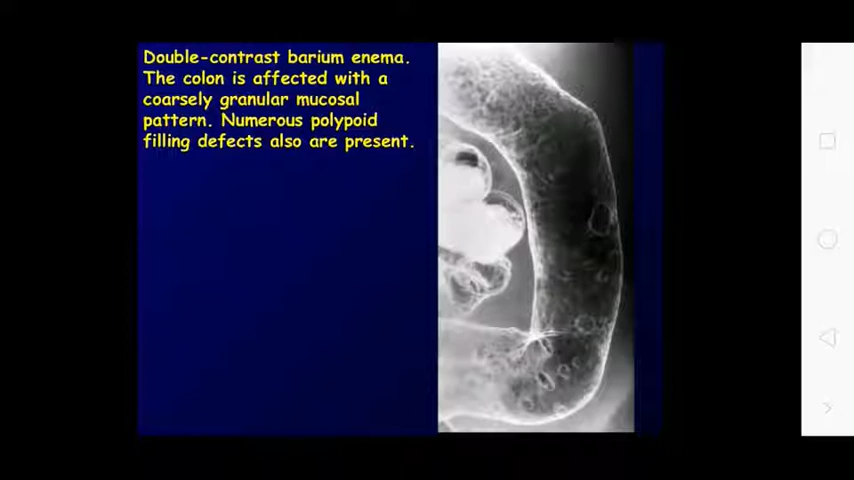 Double-contrast barium enema.
The colon is affected with a
coarsely granular mucosal
pattern. Numerous polypoid
filling defects also are present.